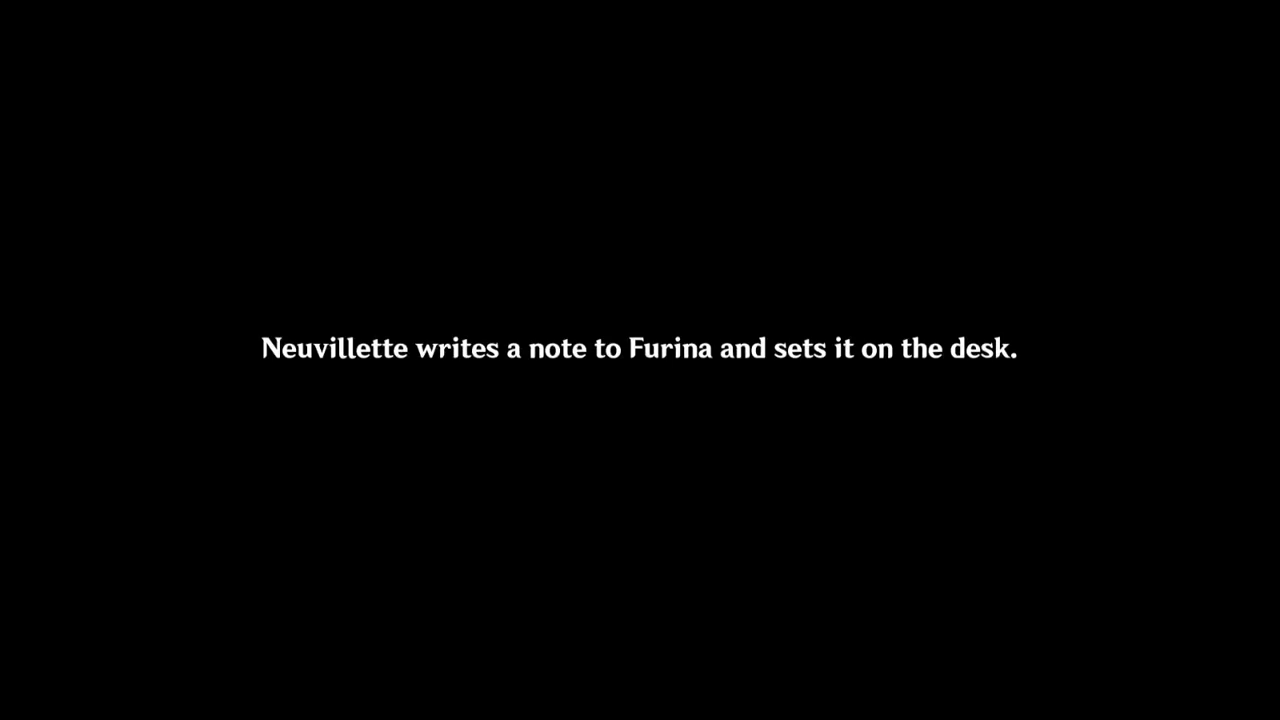 Neuvillette writes a note to Furina and sets it on the desk.